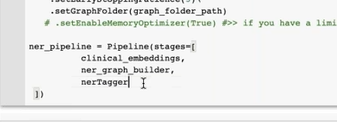 .setGraphFolder(graph_folder_path)
# .setEnableMemoryOptimizer(True) #>> if you have a limi
ner_pipeline = Pipeline(stages=[
clinical_embeddings,
ner_graph_builder,
nerTagger
])